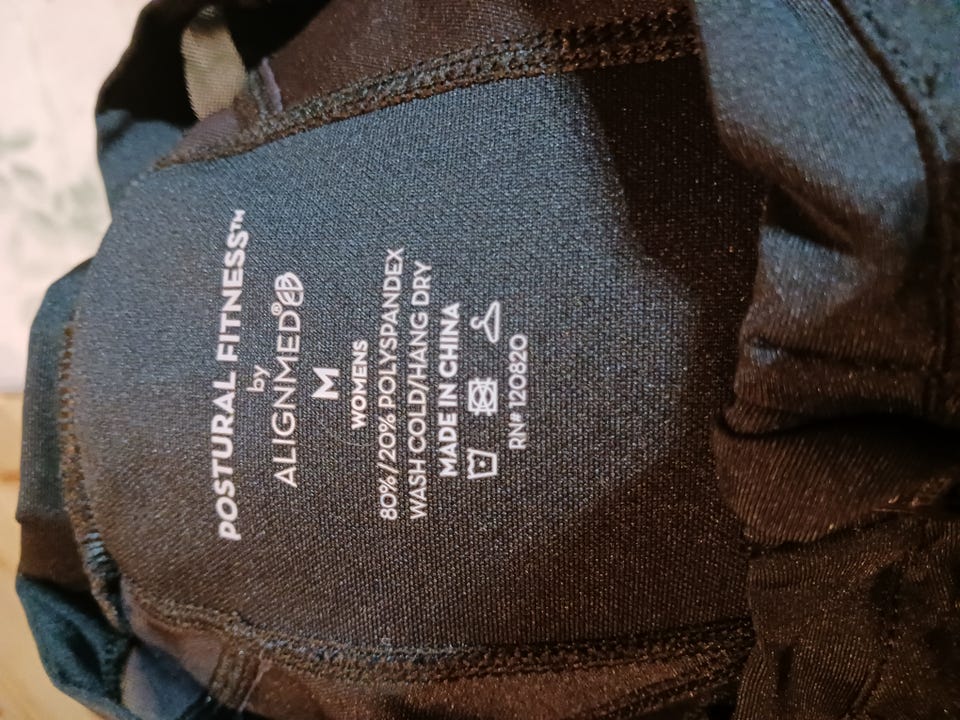 POSTURAL FITNESS™
by
ALIGNMED®
M
WOMENS
80%/20% POLYSPANDEX
WASH COLD/HANG DRY
MADE IN CHINA
RN# 120820